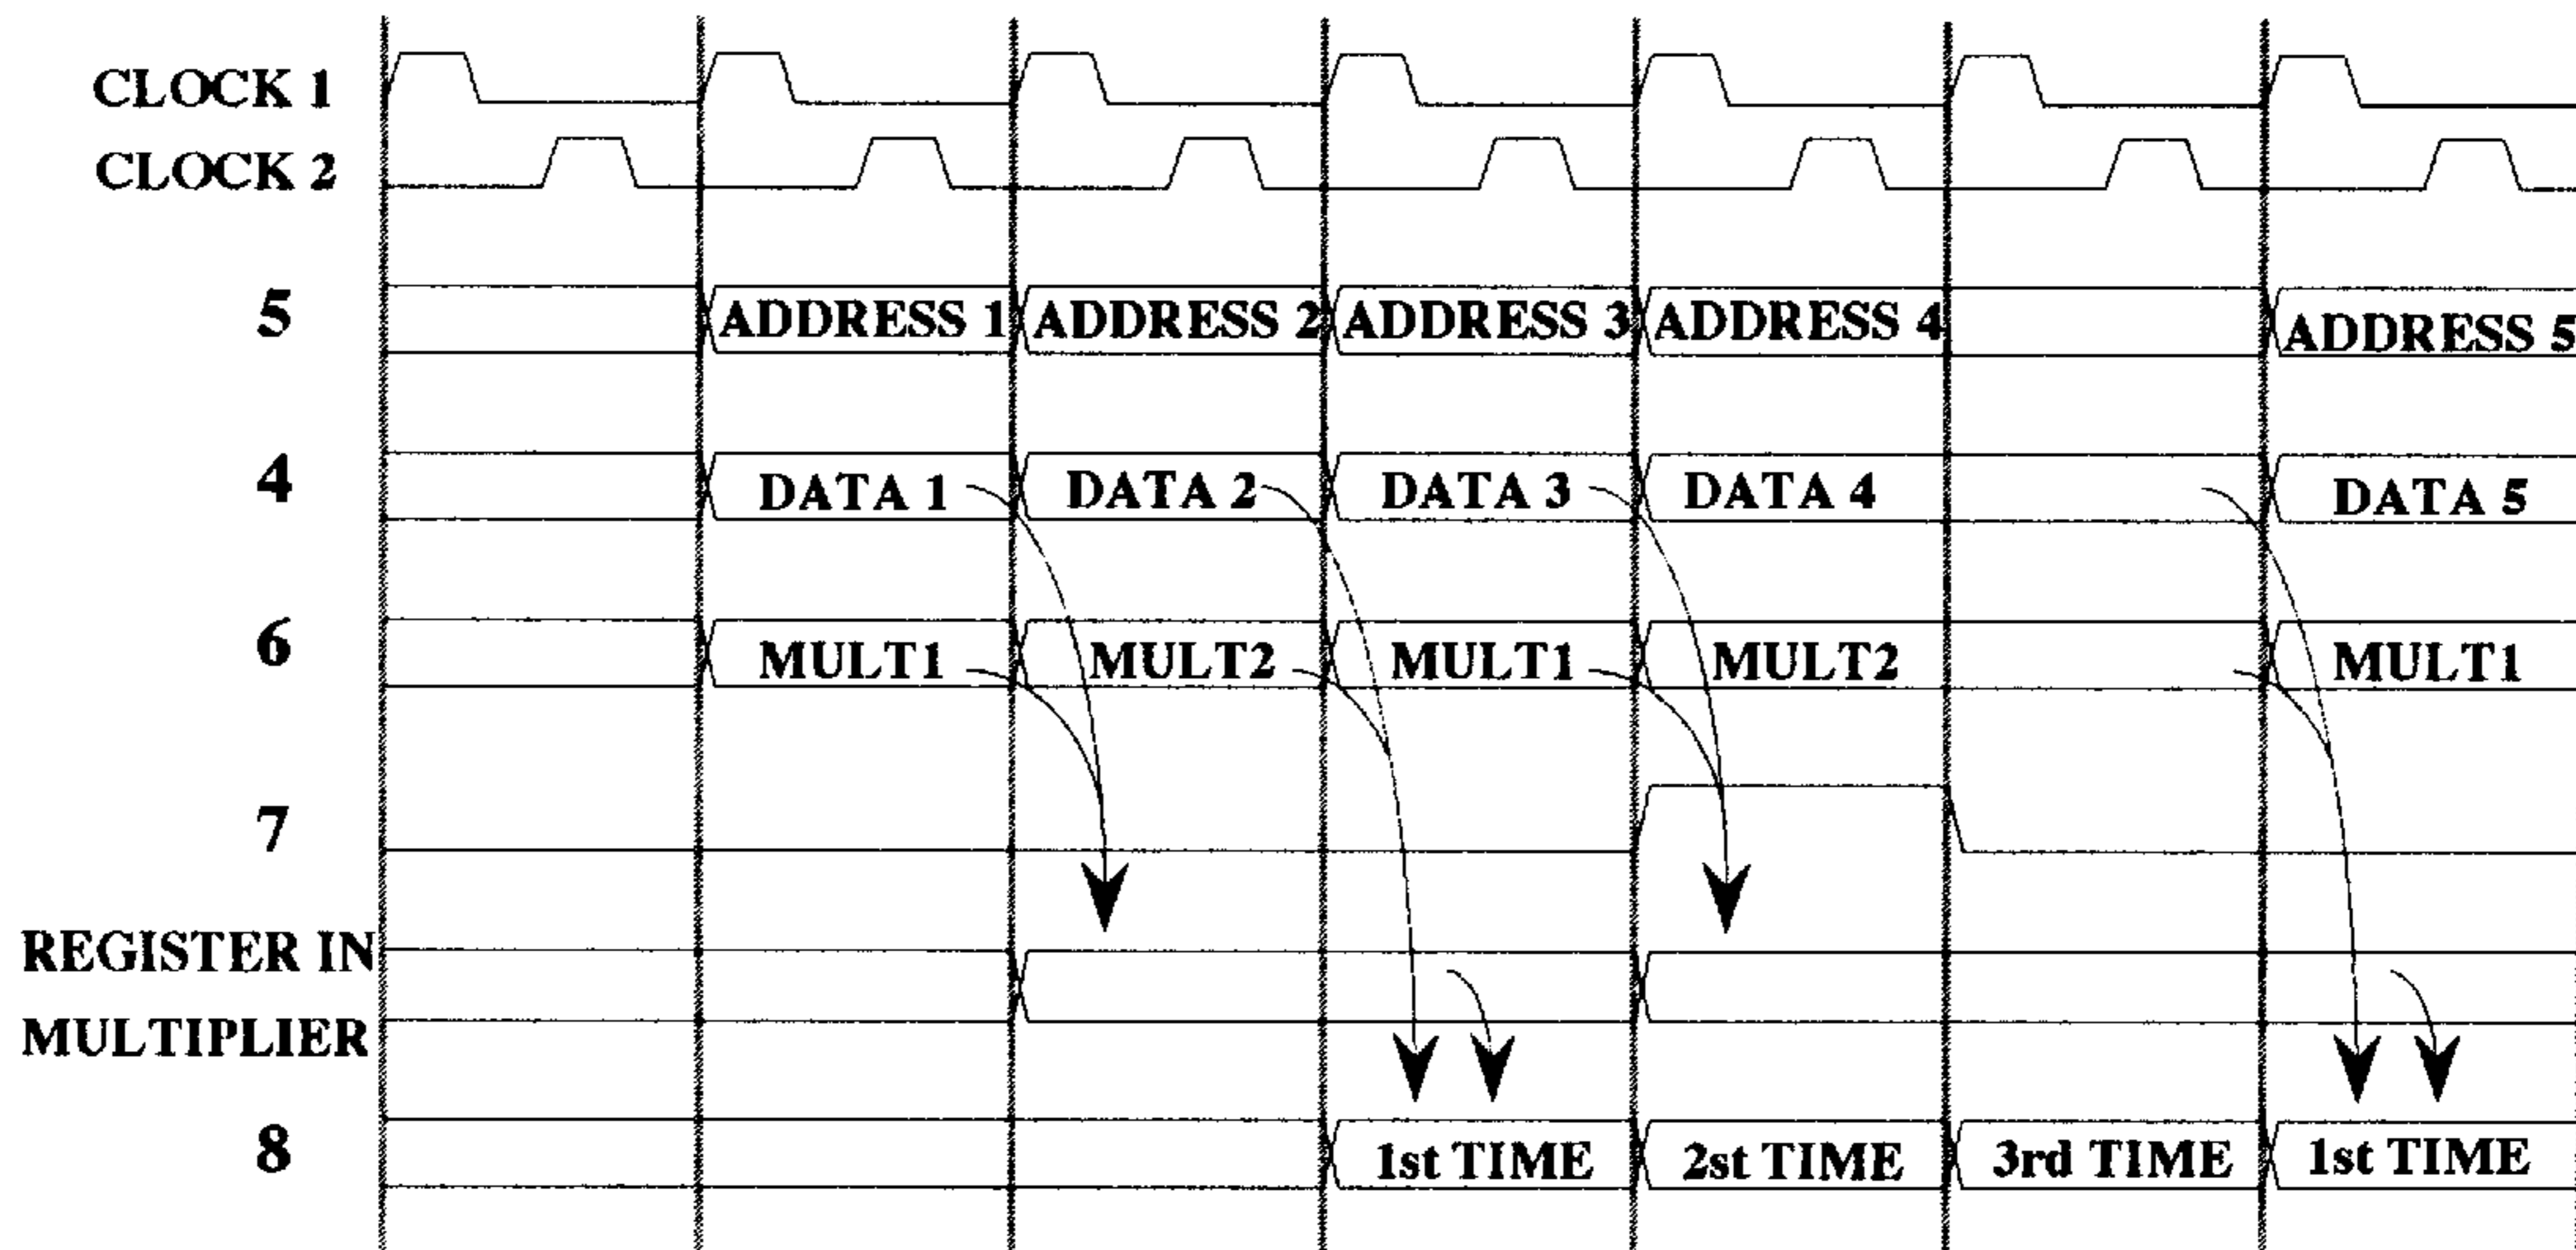 CLOCK 1
CLOCK 2
5 ADDRESS 1 ADDRESS 2 ADDRESS 3 ADDRESS 4 ADDRESS 5
4 DATA 1 DATA 2 DATA 3 DATA 4 DATA 5
6 MULT1 MULT2 MULT1 MULT2 MULT1
7
REGISTER IN
MULTIPLIER
8 1st TIME 2st TIME 3rd TIME 1st TIME